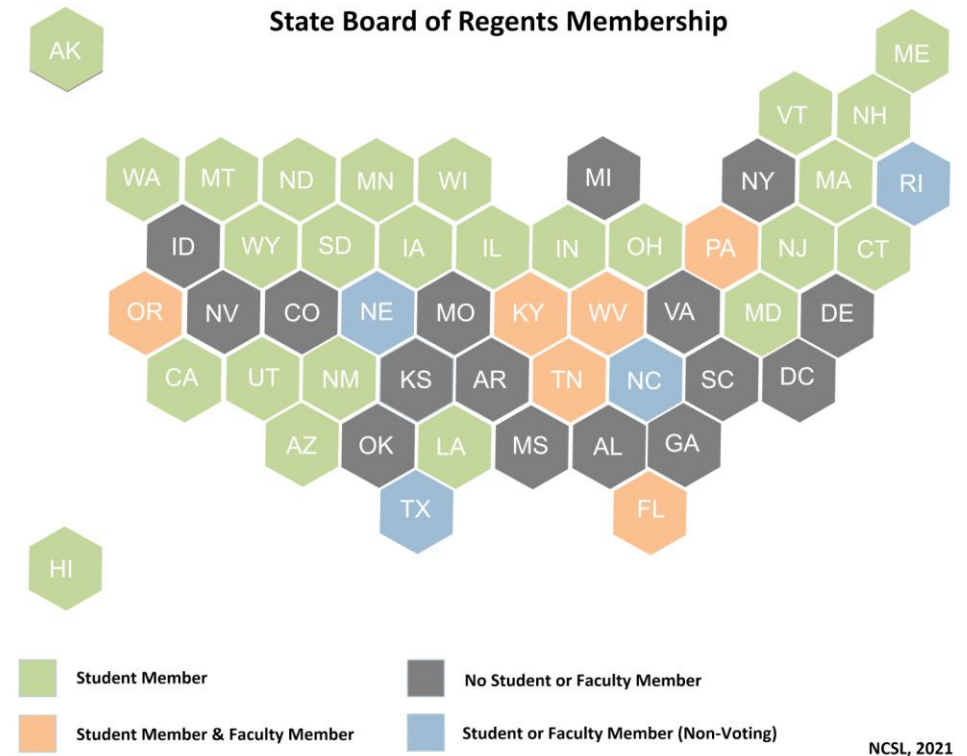 State Board of Regents Membership
AK
ME
VT NH
WA MT ND MN WI MI NY MA RI
ID WY SD IA IL IN OH PA NJ CT
OR NV CO NE MO KY WV VA MD DE
CA UT NM KS AR TN NC SC DC
AZ OK LA MS AL GA
TX FL
HI
Student Member
No Student or Faculty Member
Student Member & Faculty Member
Student or Faculty Member (Non-Voting)
NCSL, 2021